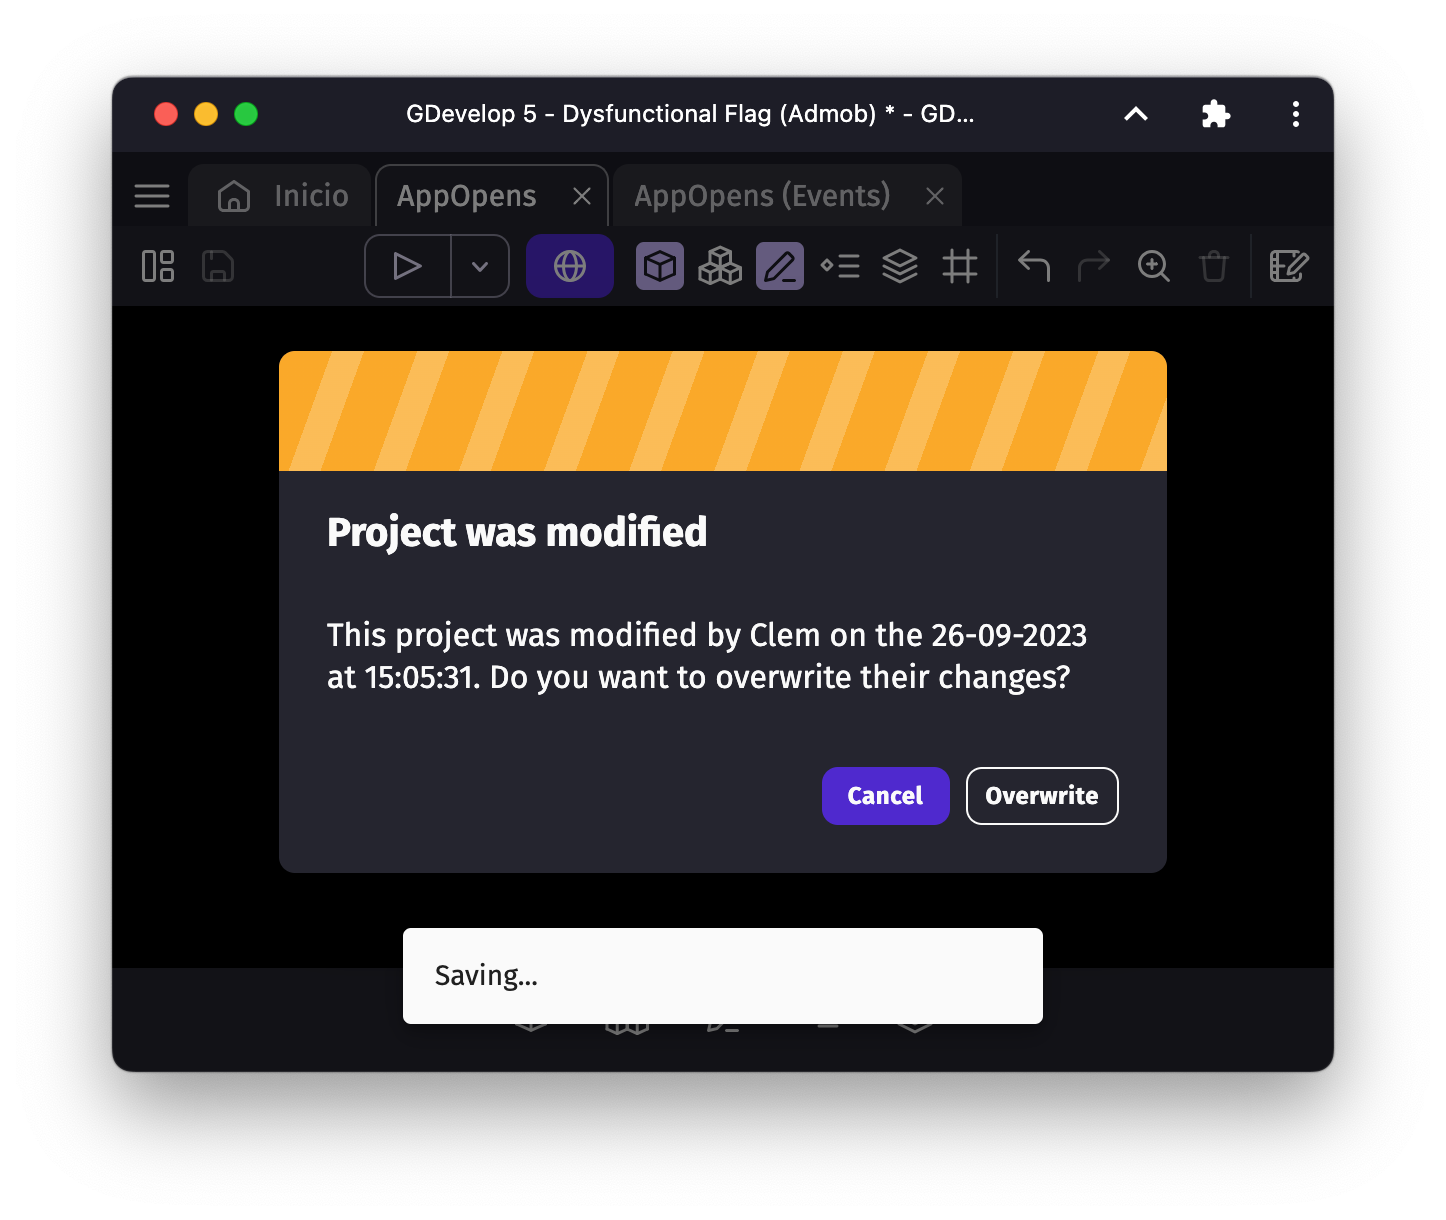 GDevelop 5 - Dysfunctional Flag (Admob) * - GD...
Inicio
AppOpens
AppOpens (Events)
Project was modified
This project was modified by Clem on the 26-09-2023
at 15:05:31. Do you want to overwrite their changes?
Cancel
Overwrite
Saving...